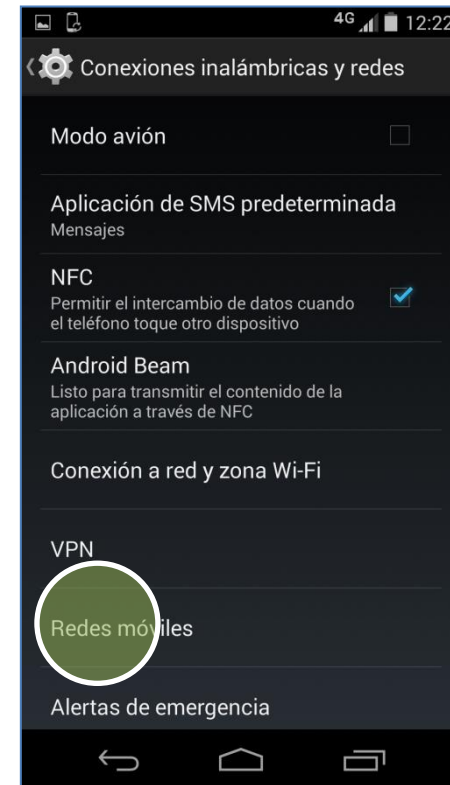 4G 12:22
Conexiones inalámbricas y redes
Modo avión
Aplicación de SMS predeterminada
Mensajes
NFC
Permitir el intercambio de datos cuando
el teléfono toque otro dispositivo
Android Beam
Listo para transmitir el contenido de la
aplicación a través de NFC
Conexión a red y zona Wi-Fi
VPN
Redes móviles
Alertas de emergencia